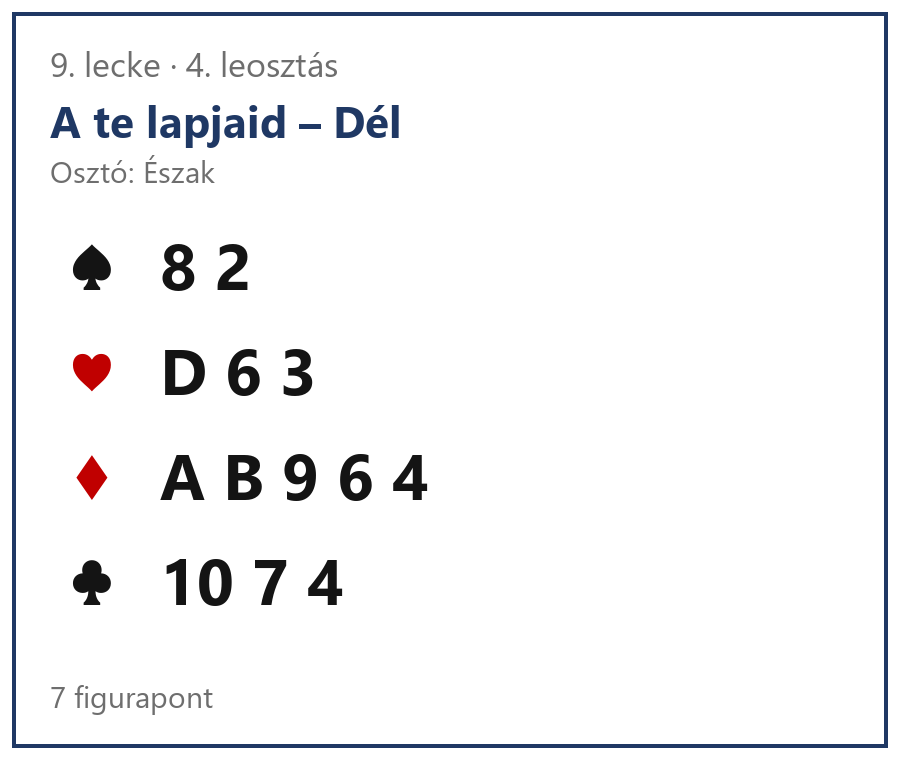 9. lecke · 4. leosztás
A te lapjaid – Dél
Osztó: Észak
♠ 8 2
♥ D 6 3
♦ A B 9 6 4
♣ 10 7 4
7 figurapont